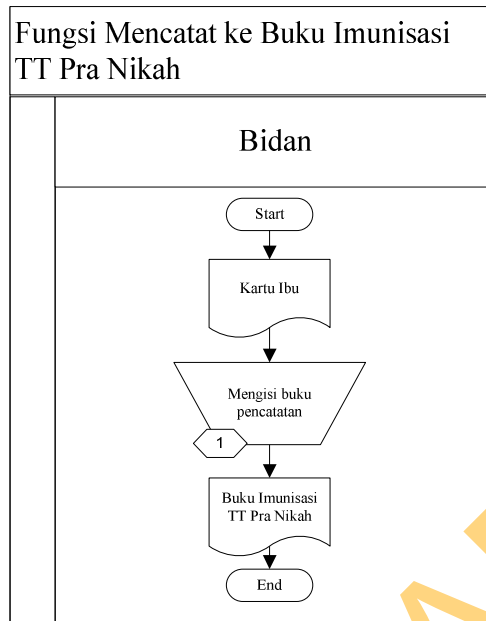 Fungsi Mencatat ke Buku Imunisasi
TT Pra Nikah
Bidan
Start
Kartu Ibu
Mengisi buku
pencatatan
1
Buku Imunisasi
TT Pra Nikah
End